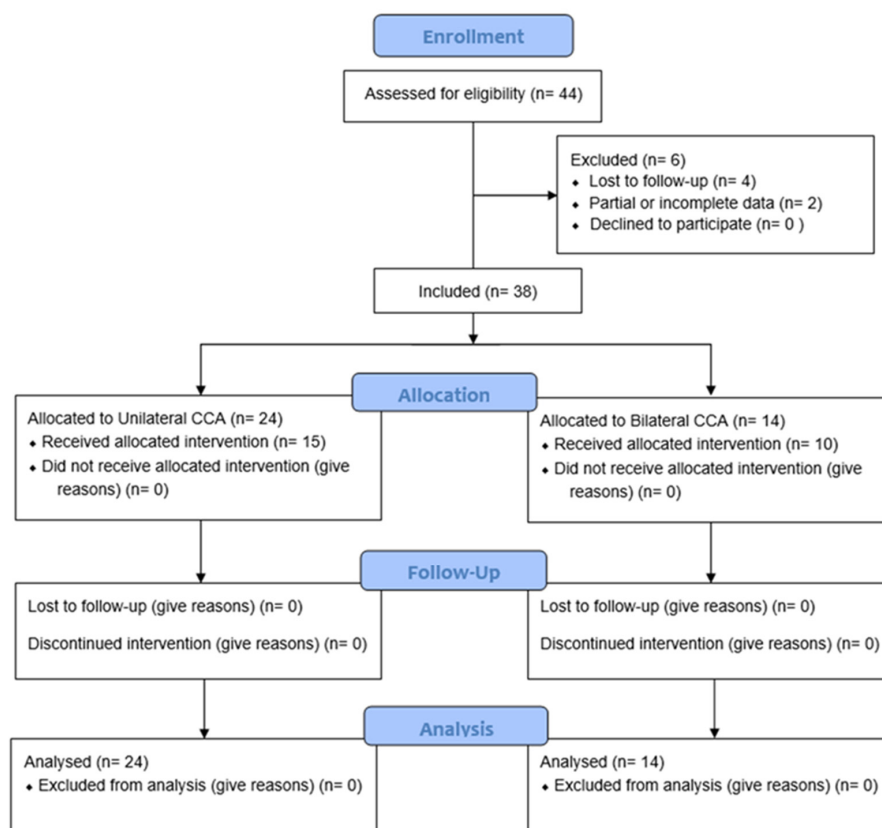 Enrollment
Assessed for eligibility (n= 44)
Excluded (n= 6)
⬥ Lost to follow-up (n= 4)
⬥ Partial or incomplete data (n= 2)
⬥ Declined to participate (n= 0 )
Included (n= 38)
Allocation
Allocated to Unilateral CCA (n= 24)
⬥ Received allocated intervention (n= 15)
⬥ Did not receive allocated intervention (give
reasons) (n= 0)
Allocated to Bilateral CCA (n= 14)
⬥ Received allocated intervention (n= 10)
⬥ Did not receive allocated intervention (give
reasons) (n= 0)
Follow-Up
Lost to follow-up (give reasons) (n= 0)
Discontinued intervention (give reasons) (n= 0)
Lost to follow-up (give reasons) (n= 0)
Discontinued intervention (give reasons) (n= 0)
Analysis
Analysed (n= 24)
⬥ Excluded from analysis (give reasons) (n= 0)
Analysed (n= 14)
⬥ Excluded from analysis (give reasons) (n= 0)